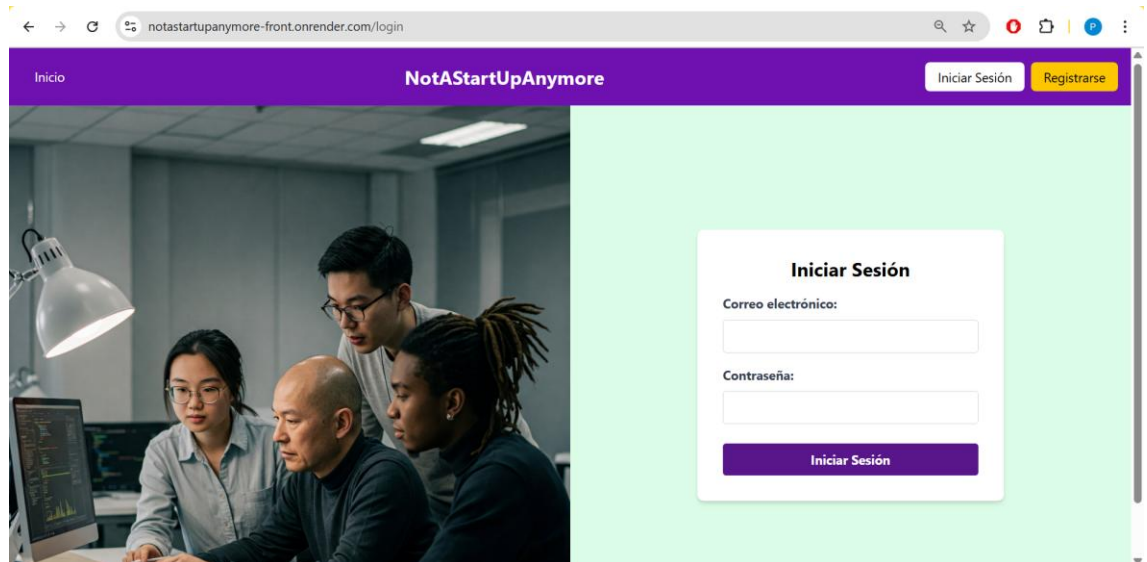 notastartupanymore-front.onrender.com/login
P
Inicio
NotAStartUpAnymore
Iniciar Sesión
Registrarse
Iniciar Sesión
Correo electrónico:
Contraseña:
Iniciar Sesión